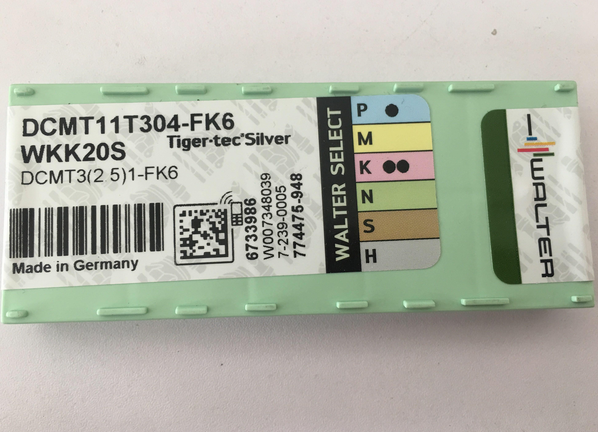 DCMT11T304-FK6
WKK20S Tiger·tec®Silver
DCMT3(2 5)1-FK6
Made in Germany
6733986
W007348039
7-239-0005
774475-948
WALTER SELECT
P
M
K
N
S
H
WALTER